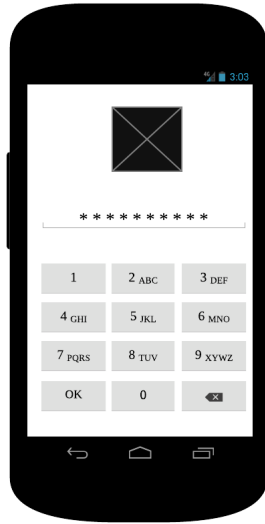 4G 3:03
* * * * * * * * * *
1 2 ABC 3 DEF
4 GHI 5 JKL 6 MNO
7 PQRS 8 TUV 9 XYWZ
OK 0